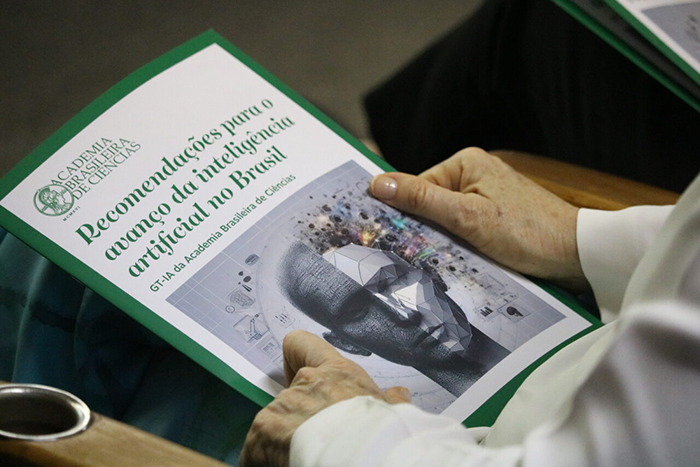 ACADEMIA
BRASILEIRA
DE CIÊNCIAS
Recomendações para o
avanço da inteligência
artificial no Brasil
GT-IA da Academia Brasileira de Ciências